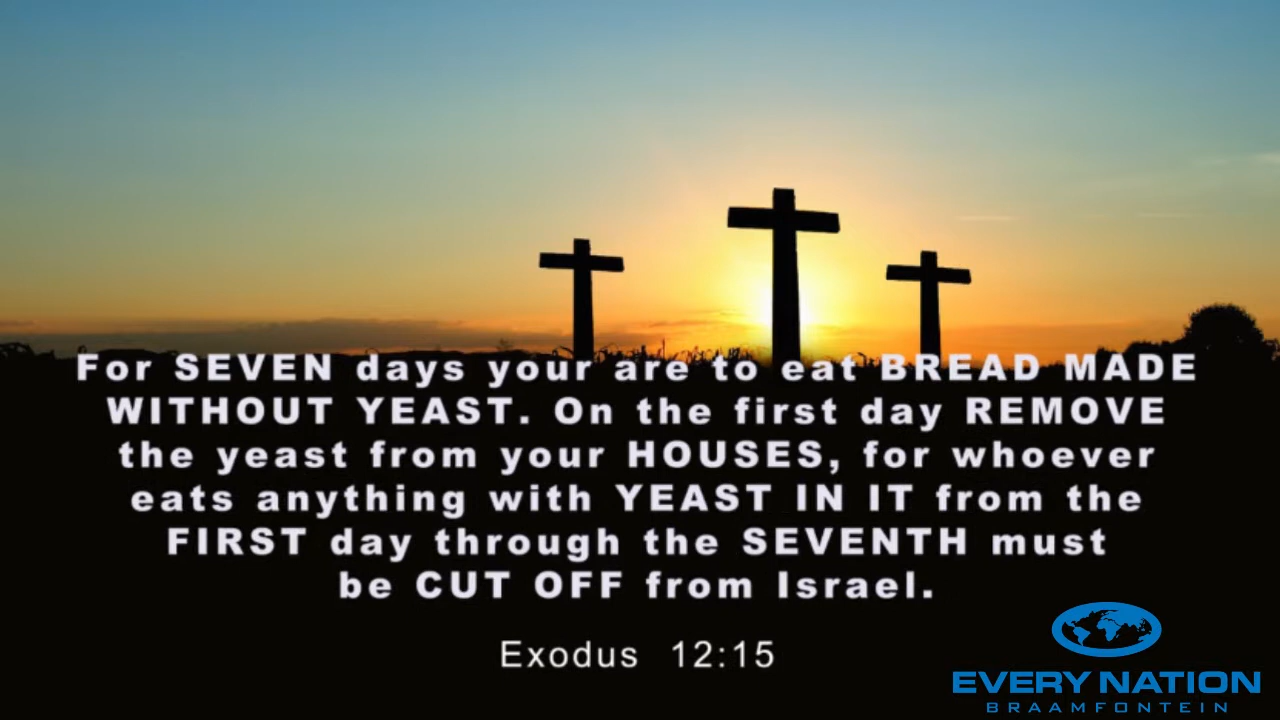 For SEVEN days your are to eat BREAD MADE
WITHOUT YEAST. On the first day REMOVE
the yeast from your HOUSES, for whoever
eats anything with YEAST IN IT from the
FIRST day through the SEVENTH must
be CUT OFF from Israel.
Exodus 12:15
EVERY NATION
BRAAMFONTEIN